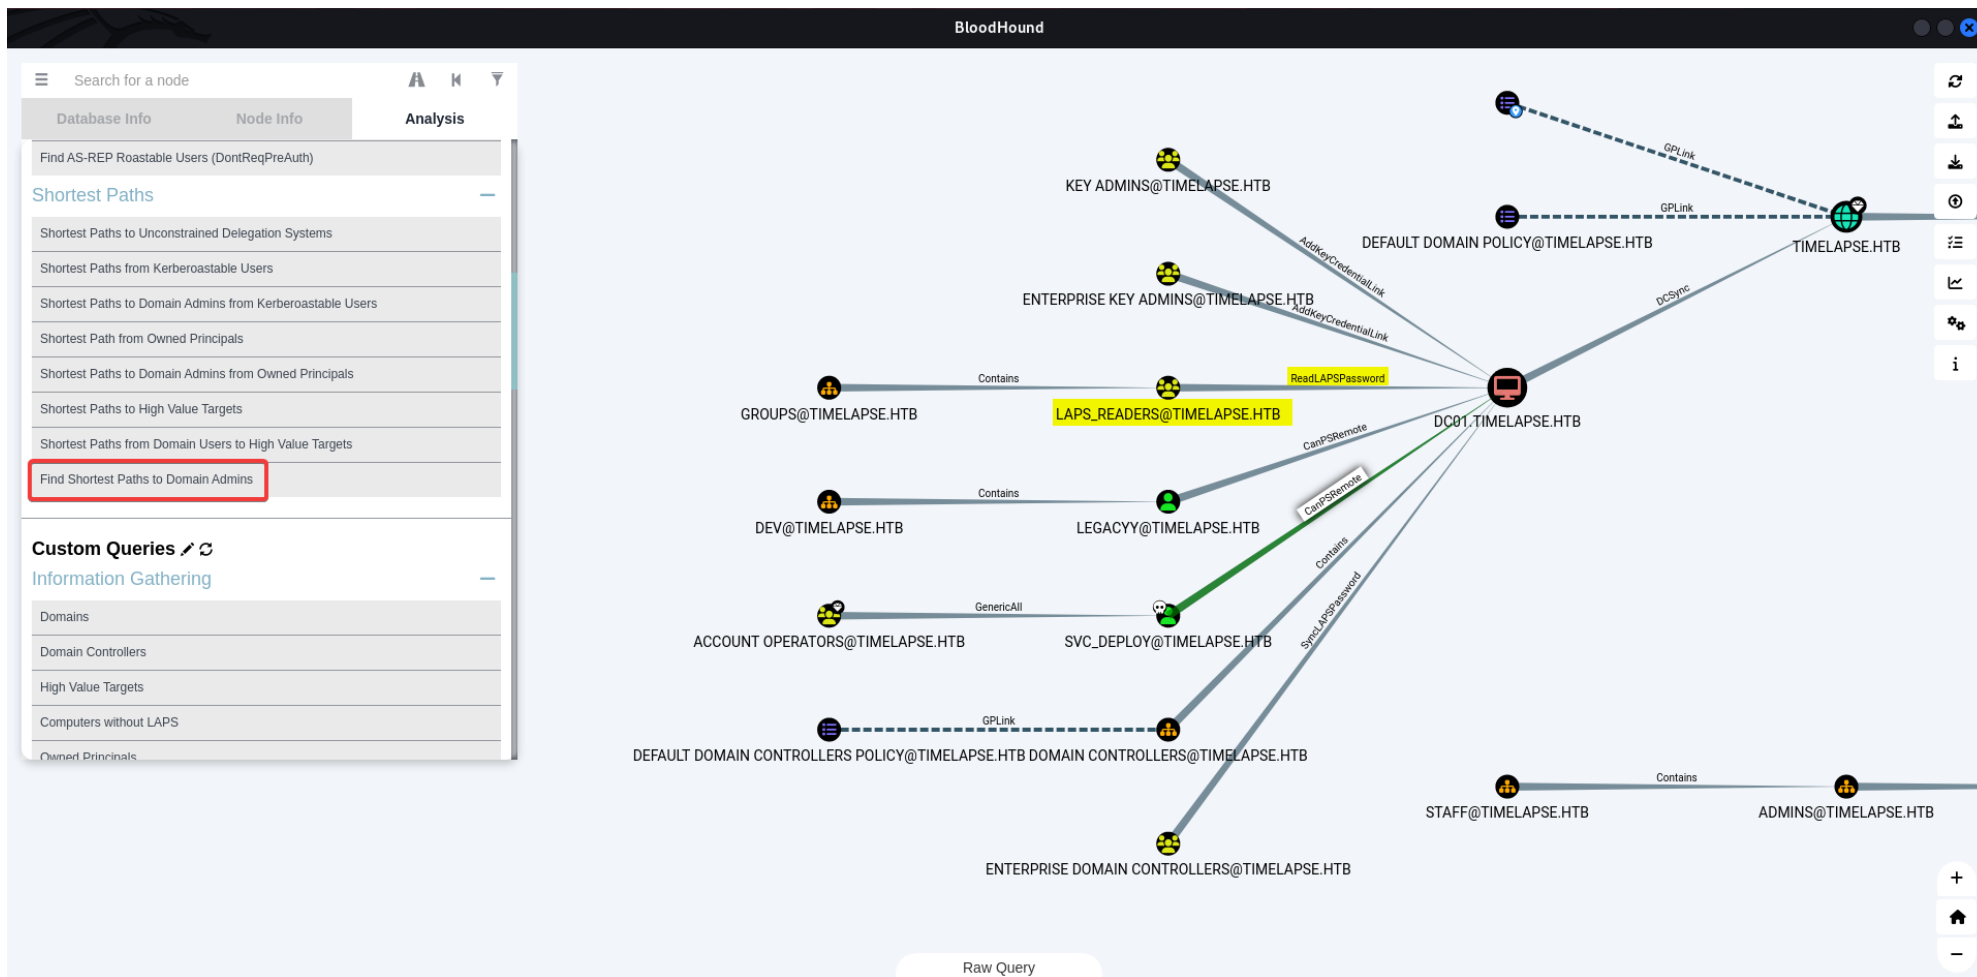 BloodHound
Search for a node
Database Info
Node Info
Analysis
Find AS-REP Roastable Users (DontReqPreAuth)
Shortest Paths
Shortest Paths to Unconstrained Delegation Systems
Shortest Paths from Kerberoastable Users
Shortest Paths to Domain Admins from Kerberoastable Users
Shortest Path from Owned Principals
Shortest Paths to Domain Admins from Owned Principals
Shortest Paths to High Value Targets
Shortest Paths from Domain Users to High Value Targets
Find Shortest Paths to Domain Admins
Custom Queries
Information Gathering
Domains
Domain Controllers
High Value Targets
Computers without LAPS
Owned Principals
GPLink
KEY ADMINS@TIMELAPSE.HTB
GPLink
DEFAULT DOMAIN POLICY@TIMELAPSE.HTB
TIMELAPSE.HTB
AddKeyCredentialLink
ENTERPRISE KEY ADMINS@TIMELAPSE.HTB
AddKeyCredentialLink
DCSync
Contains
ReadLAPSPassword
GROUPS@TIMELAPSE.HTB
LAPS_READERS@TIMELAPSE.HTB
DC01.TIMELAPSE.HTB
CanPSRemote
Contains
CanPSRemote
DEV@TIMELAPSE.HTB
LEGACYY@TIMELAPSE.HTB
Contains
GenericAll
SyncLAPSPassword
ACCOUNT OPERATORS@TIMELAPSE.HTB
SVC_DEPLOY@TIMELAPSE.HTB
GPLink
DEFAULT DOMAIN CONTROLLERS POLICY@TIMELAPSE.HTB
DOMAIN CONTROLLERS@TIMELAPSE.HTB
Contains
STAFF@TIMELAPSE.HTB
ADMINS@TIMELAPSE.HTB
ENTERPRISE DOMAIN CONTROLLERS@TIMELAPSE.HTB
Raw Query